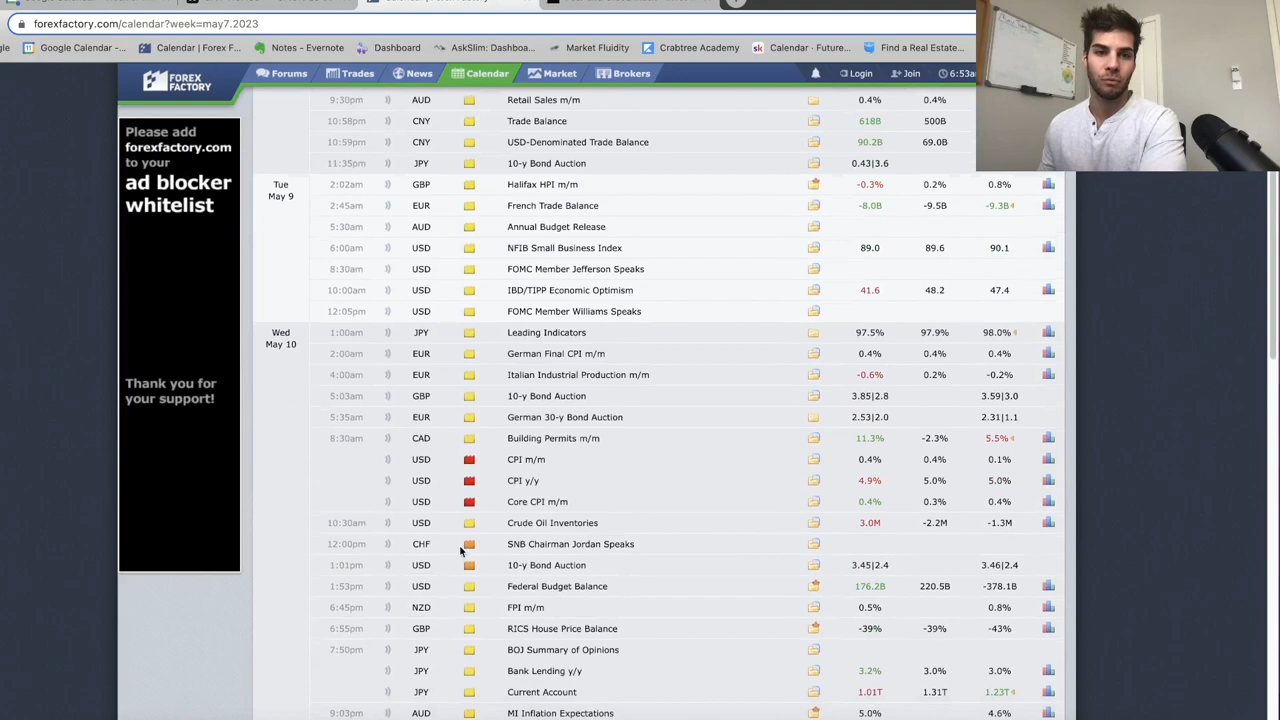 forexfactory.com/calendar?week=may7.2023
gle Google Calendar - Calendar | Forex F... Notes – Evernote Dashboard AskSlim: Dashboa... Market Fluidity Crabtree Academy sk Calendar · Future... Find a Real Estate...
FOREX FACTORY Forums Trades News Calendar Market Brokers Login Join 6:53a
Please add
forexfactory.com
to your
ad blocker
whitelist
Thank you for
your support!
9:30pm AUD Retail Sales m/m 0.4% 0.4%
10:58pm CNY Trade Balance 618B 500B
10:59pm CNY USD-Denominated Trade Balance 90.2B 69.0B
11:35pm JPY 10-y Bond Auction 0.43|3.6
Tue May 9 2:02am GBP Halifax HPI m/m -0.3% 0.2% 0.8%
2:45am EUR French Trade Balance -8.0B -9.5B -9.3B
5:30am AUD Annual Budget Release
6:00am USD NFIB Small Business Index 89.0 89.6 90.1
8:30am USD FOMC Member Jefferson Speaks
10:00am USD IBD/TIPP Economic Optimism 41.6 48.2 47.4
12:05pm USD FOMC Member Williams Speaks
Wed May 10 1:00am JPY Leading Indicators 97.5% 97.9% 98.0%
2:00am EUR German Final CPI m/m 0.4% 0.4% 0.4%
4:00am EUR Italian Industrial Production m/m -0.6% 0.2% -0.2%
5:03am GBP 10-y Bond Auction 3.85|2.8 3.59|3.0
5:35am EUR German 30-y Bond Auction 2.53|2.0 2.31|1.1
8:30am CAD Building Permits m/m 11.3% -2.3% 5.5%
USD CPI m/m 0.4% 0.4% 0.1%
USD CPI y/y 4.9% 5.0% 5.0%
USD Core CPI m/m 0.4% 0.3% 0.4%
10:30am USD Crude Oil Inventories 3.0M -2.2M -1.3M
12:00pm CHF SNB Chairman Jordan Speaks
1:01pm USD 10-y Bond Auction 3.45|2.4 3.46|2.4
1:53pm USD Federal Budget Balance 176.2B 220.5B -378.1B
6:45pm NZD FPI m/m 0.5% 0.8%
6:55pm GBP RICS House Price Balance -39% -39% -43%
7:50pm JPY BOJ Summary of Opinions
JPY Bank Lending y/y 3.2% 3.0% 3.0%
JPY Current Account 1.01T 1.31T 1.23T
9:03pm AUD MI Inflation Expectations 5.0% 4.6%